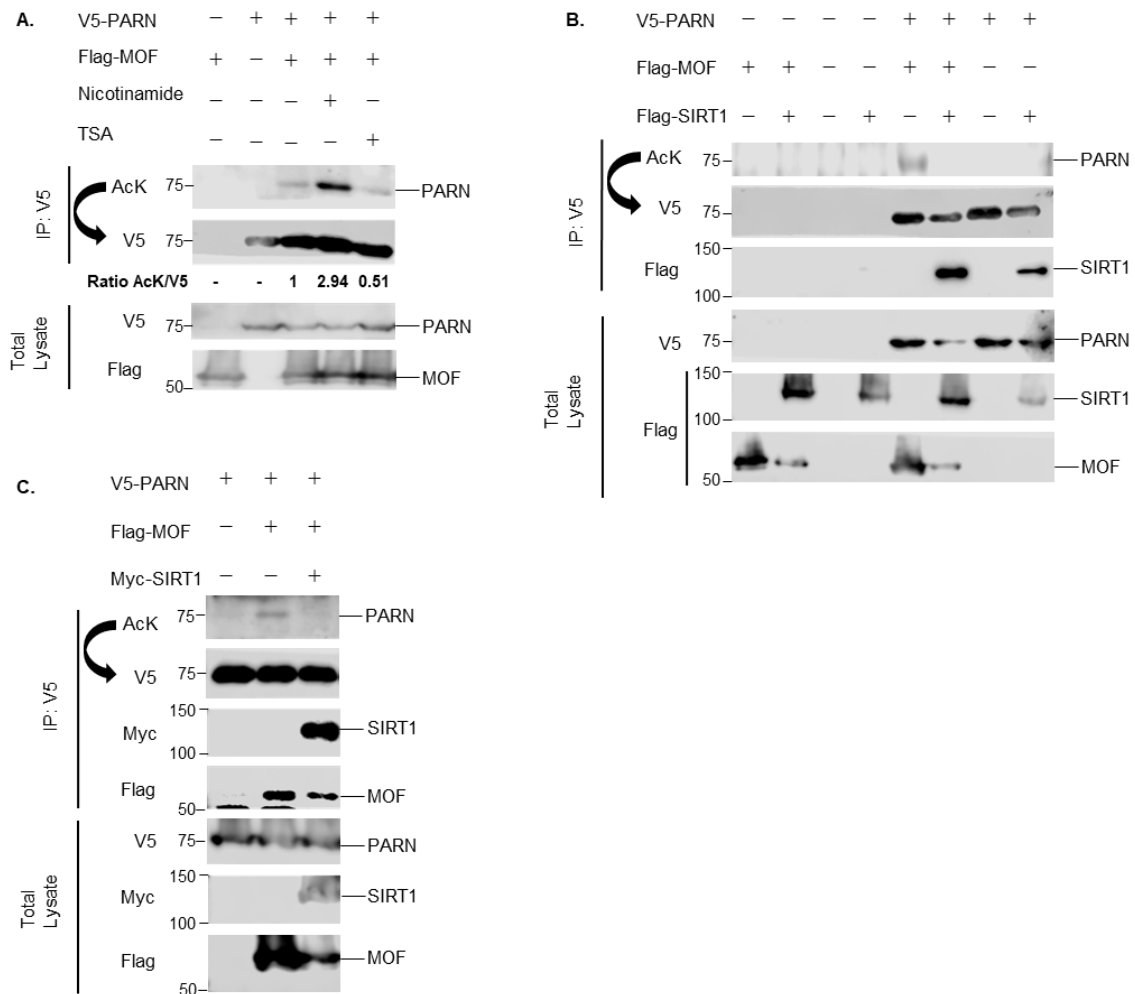 A.
V5-PARN − + + + +
Flag-MOF + − + + +
Nicotinamide − − − + −
TSA − − − − +
IP: V5
AcK 75 PARN
V5 75
Ratio AcK/V5 - - 1 2.94 0.51
Total Lysate
V5 75 PARN
Flag 50 MOF
B.
V5-PARN − − − − + + + +
Flag-MOF + + − − + + − −
Flag-SIRT1 − + − + − + − +
IP: V5
AcK 75 PARN
V5 75
150
Flag SIRT1
100
Total Lysate
V5 75 PARN
150
SIRT1
100
Flag
MOF
50
C.
V5-PARN + + +
Flag-MOF − + +
Myc-SIRT1 − − +
IP: V5
AcK 75 PARN
V5 75
150
Myc SIRT1
100
Flag MOF
50
Total Lysate
V5 75 PARN
150
Myc SIRT1
100
Flag MOF
50